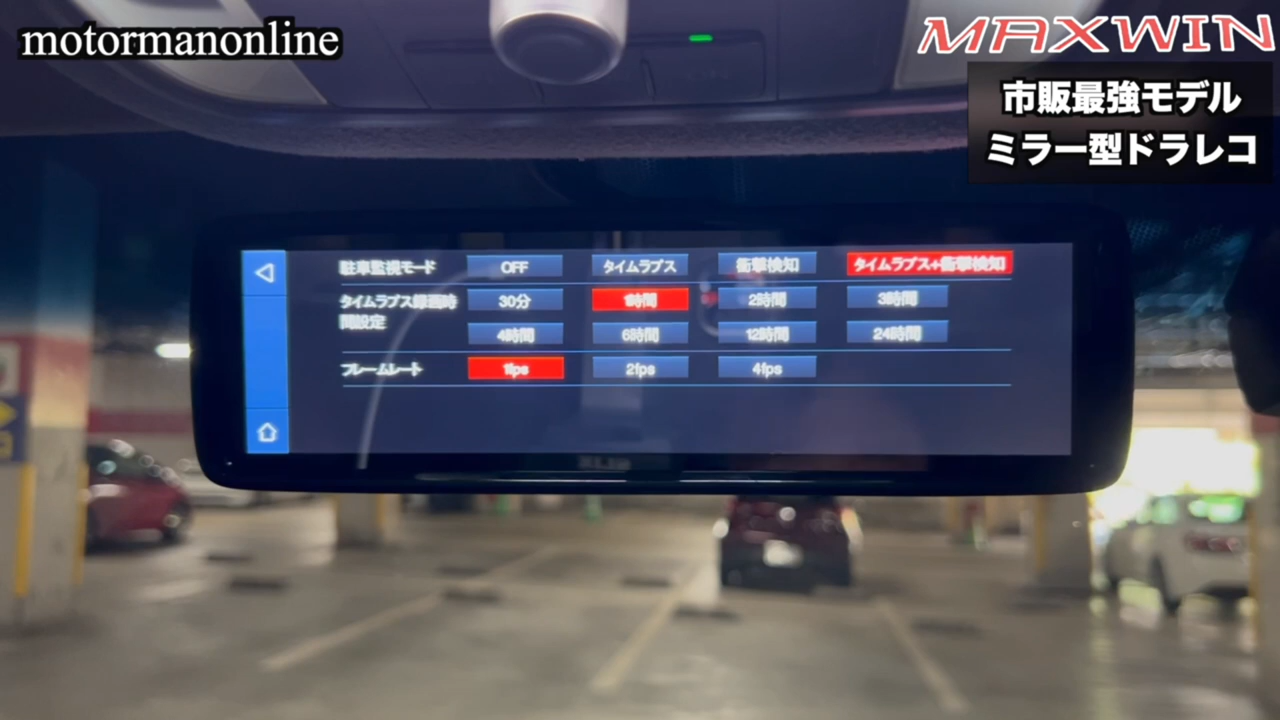 motormanonline
MAXWIN
市販最強モデル
ミラー型ドラレコ
駐車監視モード OFF タイムラプス 衝撃検知 タイムラプス+衝撃検知
タイムラプス録画時 30分 1時間 2時間 3時間
間設定
4時間 6時間 12時間 24時間
フレームレート 1fps 2fps 4fps